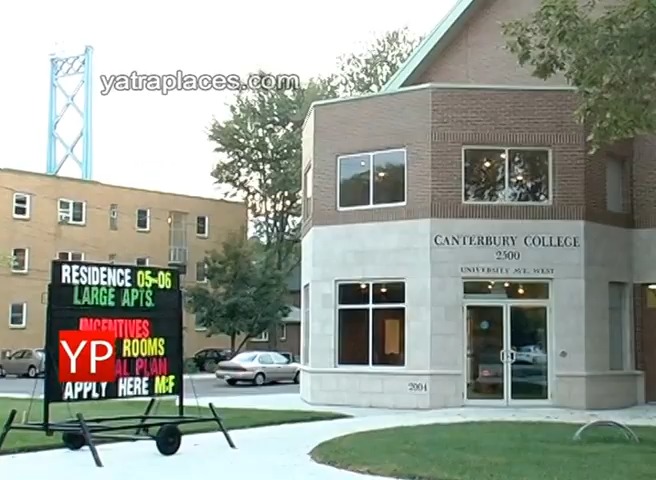 yatraplaces.com
CANTERBURY COLLEGE
2500
UNIVERSITY AVE. WEST
RESIDENCE 05-06
LARGE APTS.
INCENTIVES
ROOMS
PLAN
YP
APPLY HERE M-F
2004